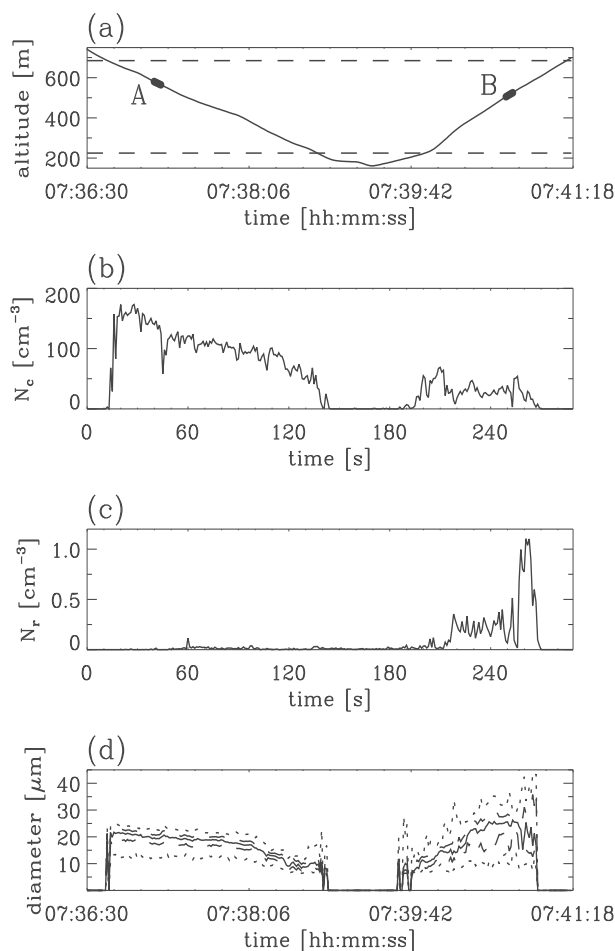 (a)
altitude [m]
600
400
200
A
B
07:36:30 07:38:06 07:39:42 07:41:18
time [hh:mm:ss]
(b)
N_c [cm⁻³]
200
100
0
0 60 120 180 240
time [s]
(c)
N_r [cm⁻³]
1.0
0.5
0
0 60 120 180 240
time [s]
(d)
diameter [μm]
40
30
20
10
07:36:30 07:38:06 07:39:42 07:41:18
time [hh:mm:ss]